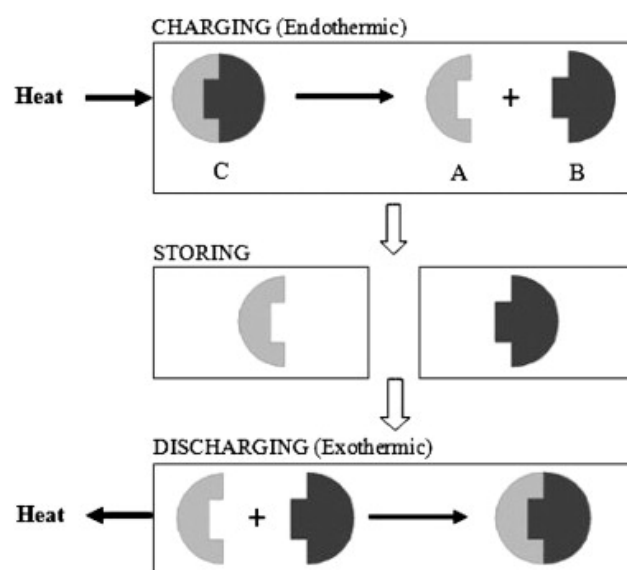 CHARGING (Endothermic)
Heat
+
C
A
B
STORING
DISCHARGING (Exothermic)
Heat
+